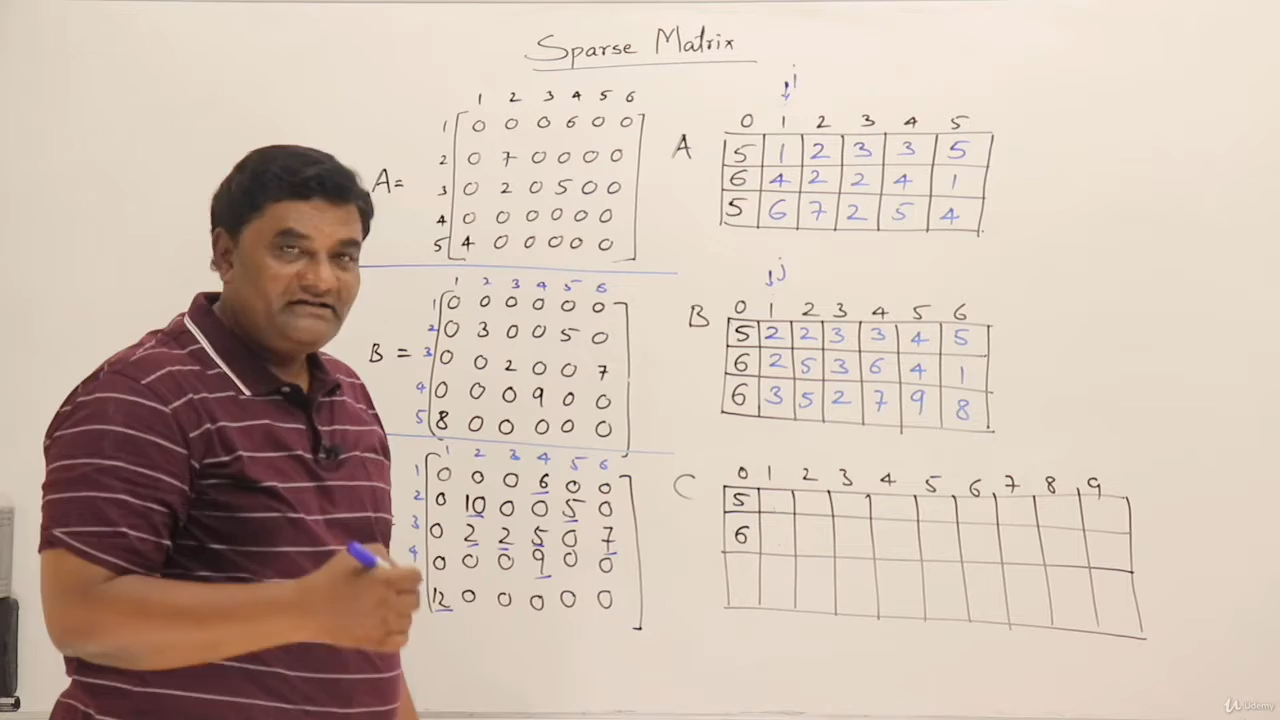 Sparse Matrix
1 2 3 4 5 6
1 0 0 0 6 0 0
2 0 7 0 0 0 0
A=
3 0 2 0 5 0 0
4 0 0 0 0 0 0
5 4 0 0 0 0 0
i
0 1 2 3 4 5
A
5 1 2 3 3 5
6 4 2 2 4 1
5 6 7 2 5 4
1 2 3 4 5 6
1 0 0 0 0 0 0
2 0 3 0 0 5 0
B =
3 0 0 2 0 0 7
4 0 0 0 9 0 0
5 8 0 0 0 0 0
j
0 1 2 3 4 5 6
B
5 2 2 3 3 4 5
6 2 5 3 6 4 1
6 3 5 2 7 9 8
1 2 3 4 5 6
1 0 0 0 6 0 0
2 0 10 0 0 5 0
3 0 2 2 5 0 7
4 0 0 0 9 0 0
12 0 0 0 0 0
C
0 1 2 3 4 5 6 7 8 9
5
6
Udemy